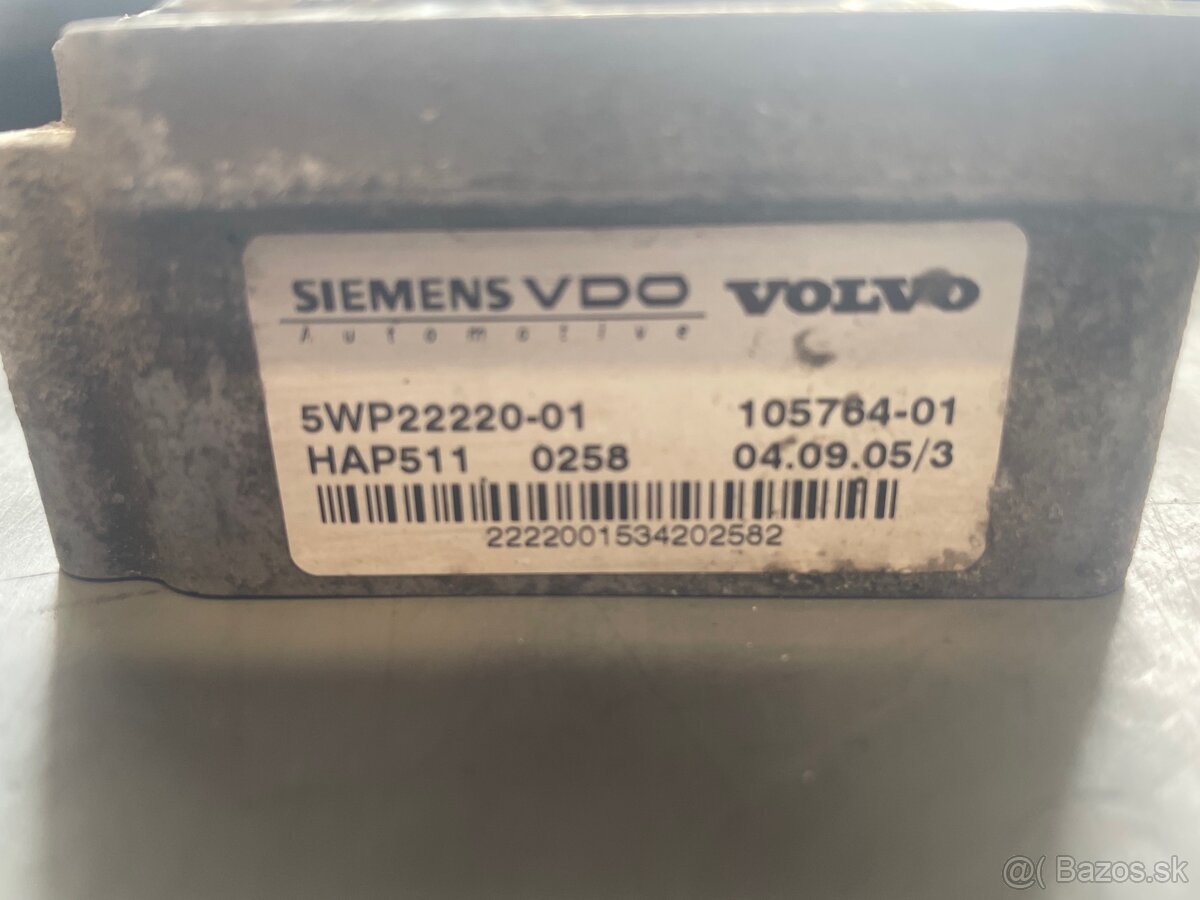 SIEMENS VDO VOLVO
Automotive
5WP22220-01 105764-01
HAP511 0258 04.09.05/3
2222001534202582
@( Bazos.sk